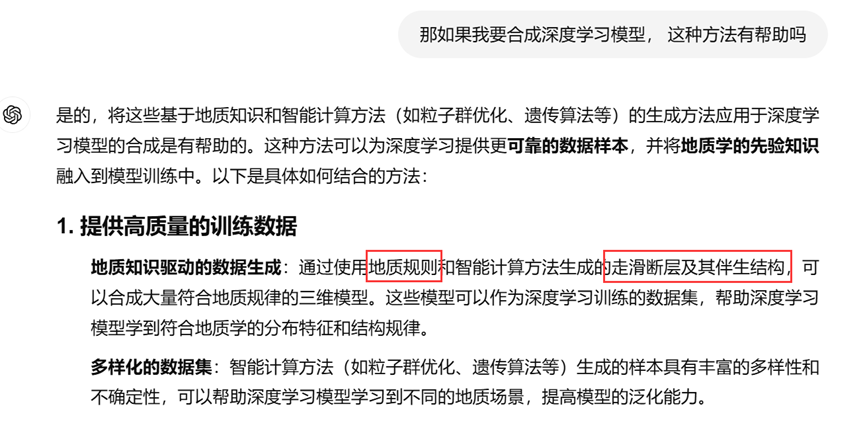 那如果我要合成深度学习模型， 这种方法有帮助吗
是的，将这些基于地质知识和智能计算方法（如粒子群优化、遗传算法等）的生成方法应用于深度学
习模型的合成是有帮助的。这种方法可以为深度学习提供更可靠的数据样本，并将地质学的先验知识
融入到模型训练中。以下是具体如何结合的方法：
1. 提供高质量的训练数据
地质知识驱动的数据生成：通过使用地质规则和智能计算方法生成的走滑断层及其伴生结构，可
以合成大量符合地质规律的三维模型。这些模型可以作为深度学习训练的数据集，帮助深度学习
模型学到符合地质学的分布特征和结构规律。
多样化的数据集：智能计算方法（如粒子群优化、遗传算法等）生成的样本具有丰富的多样性和
不确定性，可以帮助深度学习模型学习到不同的地质场景，提高模型的泛化能力。